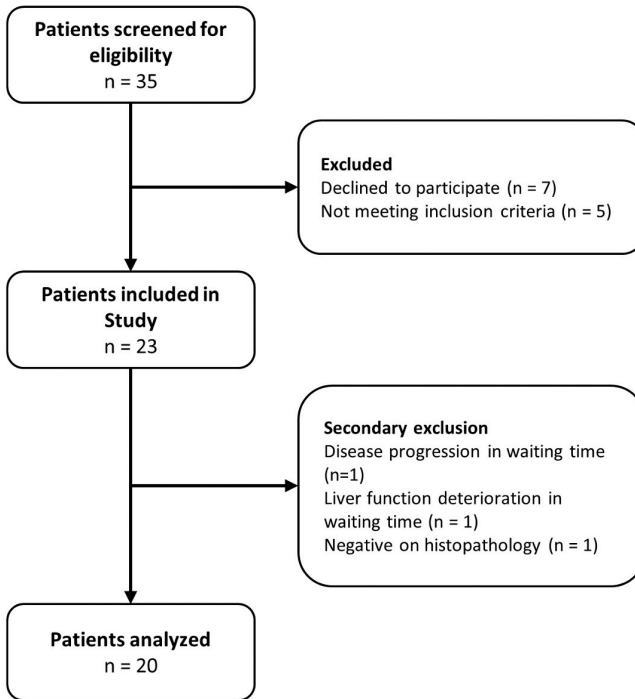 Patients screened for
eligibility
n = 35
Excluded
Declined to participate (n = 7)
Not meeting inclusion criteria (n = 5)
Patients included in
Study
n = 23
Secondary exclusion
Disease progression in waiting time
(n=1)
Liver function deterioration in
waiting time (n = 1)
Negative on histopathology (n = 1)
Patients analyzed
n = 20